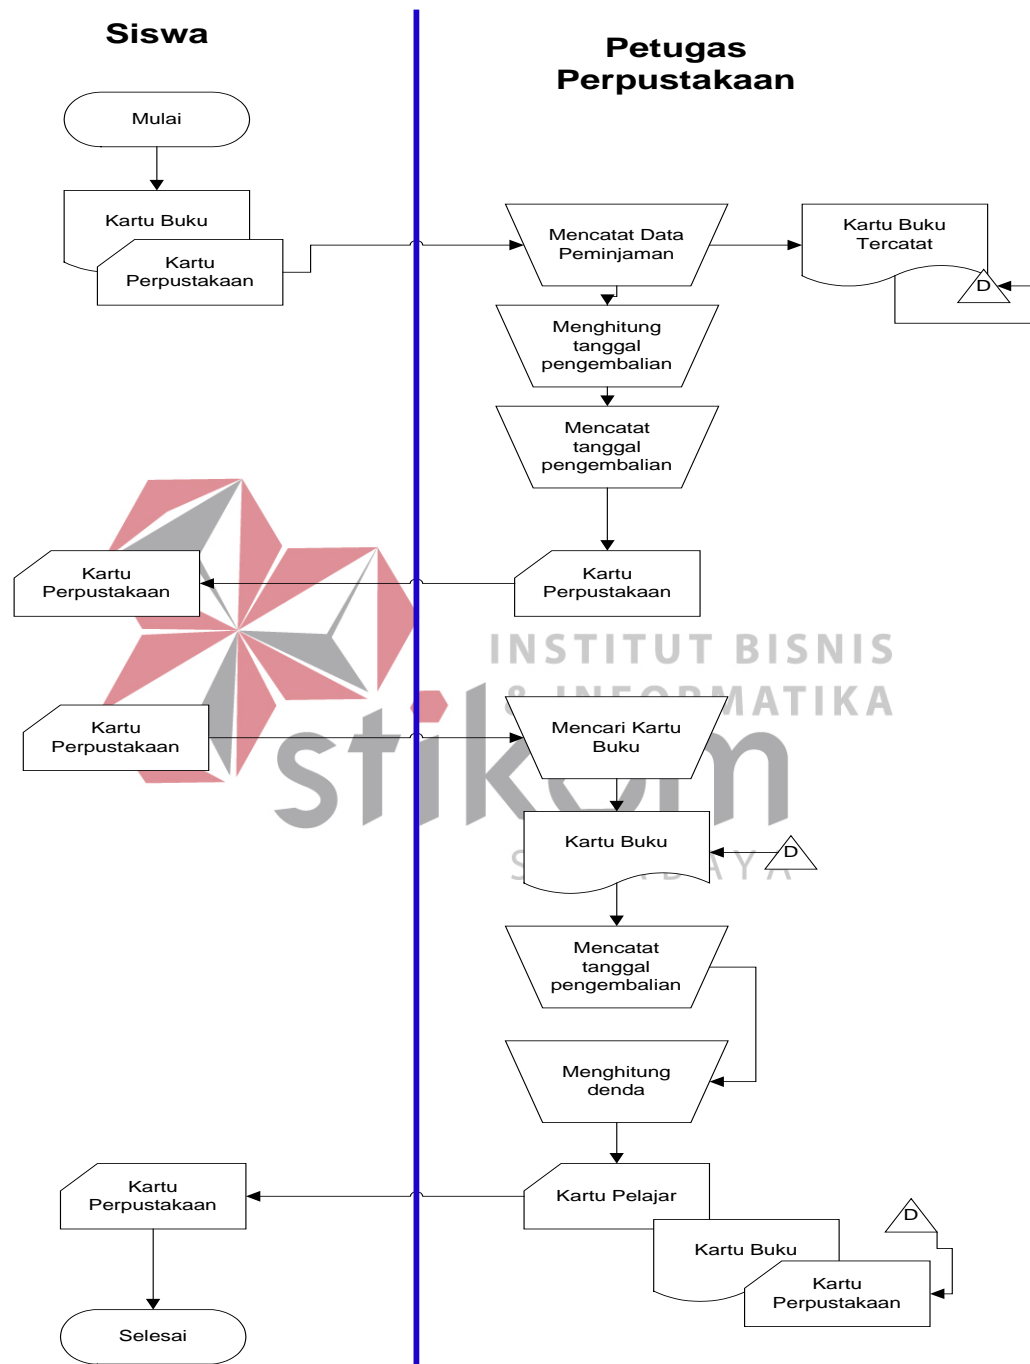 Siswa
Petugas
Perpustakaan
Mulai
Kartu Buku
Kartu
Perpustakaan
Mencatat Data
Peminjaman
Kartu Buku
Tercatat
D
Menghitung
tanggal
pengembalian
Mencatat
tanggal
pengembalian
Kartu
Perpustakaan
Kartu
Perpustakaan
INSTITUT BISNIS
& INFORMATIKA
stikom
SURABAYA
Kartu
Perpustakaan
Mencari Kartu
Buku
Kartu Buku
D
Mencatat
tanggal
pengembalian
Menghitung
denda
Kartu
Perpustakaan
Kartu Pelajar
Kartu Buku
Kartu
Perpustakaan
D
Selesai